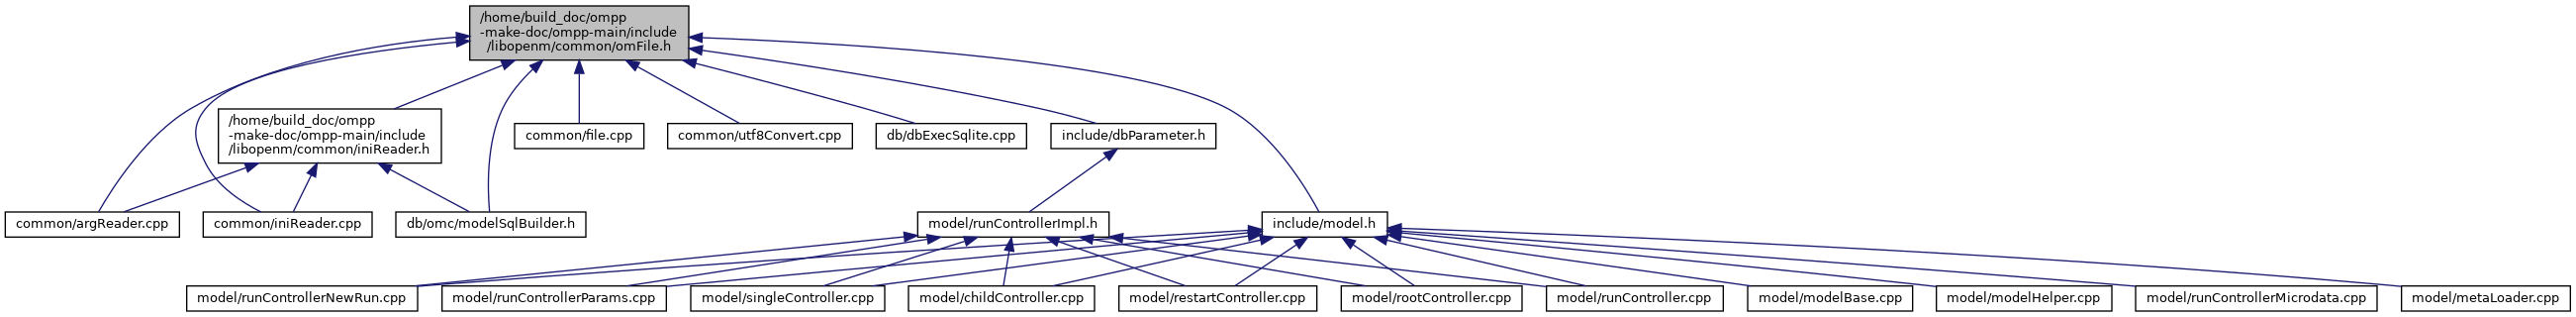 /home/build_doc/ompp
-make-doc/ompp-main/include
/libopenm/common/omFile.h
/home/build_doc/ompp
-make-doc/ompp-main/include
/libopenm/common/iniReader.h
common/file.cpp
common/utf8Convert.cpp
db/dbExecSqlite.cpp
include/dbParameter.h
common/argReader.cpp
common/iniReader.cpp
db/omc/modelSqlBuilder.h
model/runControllerImpl.h
include/model.h
model/runControllerNewRun.cpp
model/runControllerParams.cpp
model/singleController.cpp
model/childController.cpp
model/restartController.cpp
model/rootController.cpp
model/runController.cpp
model/modelBase.cpp
model/modelHelper.cpp
model/runControllerMicrodata.cpp
model/metaLoader.cpp